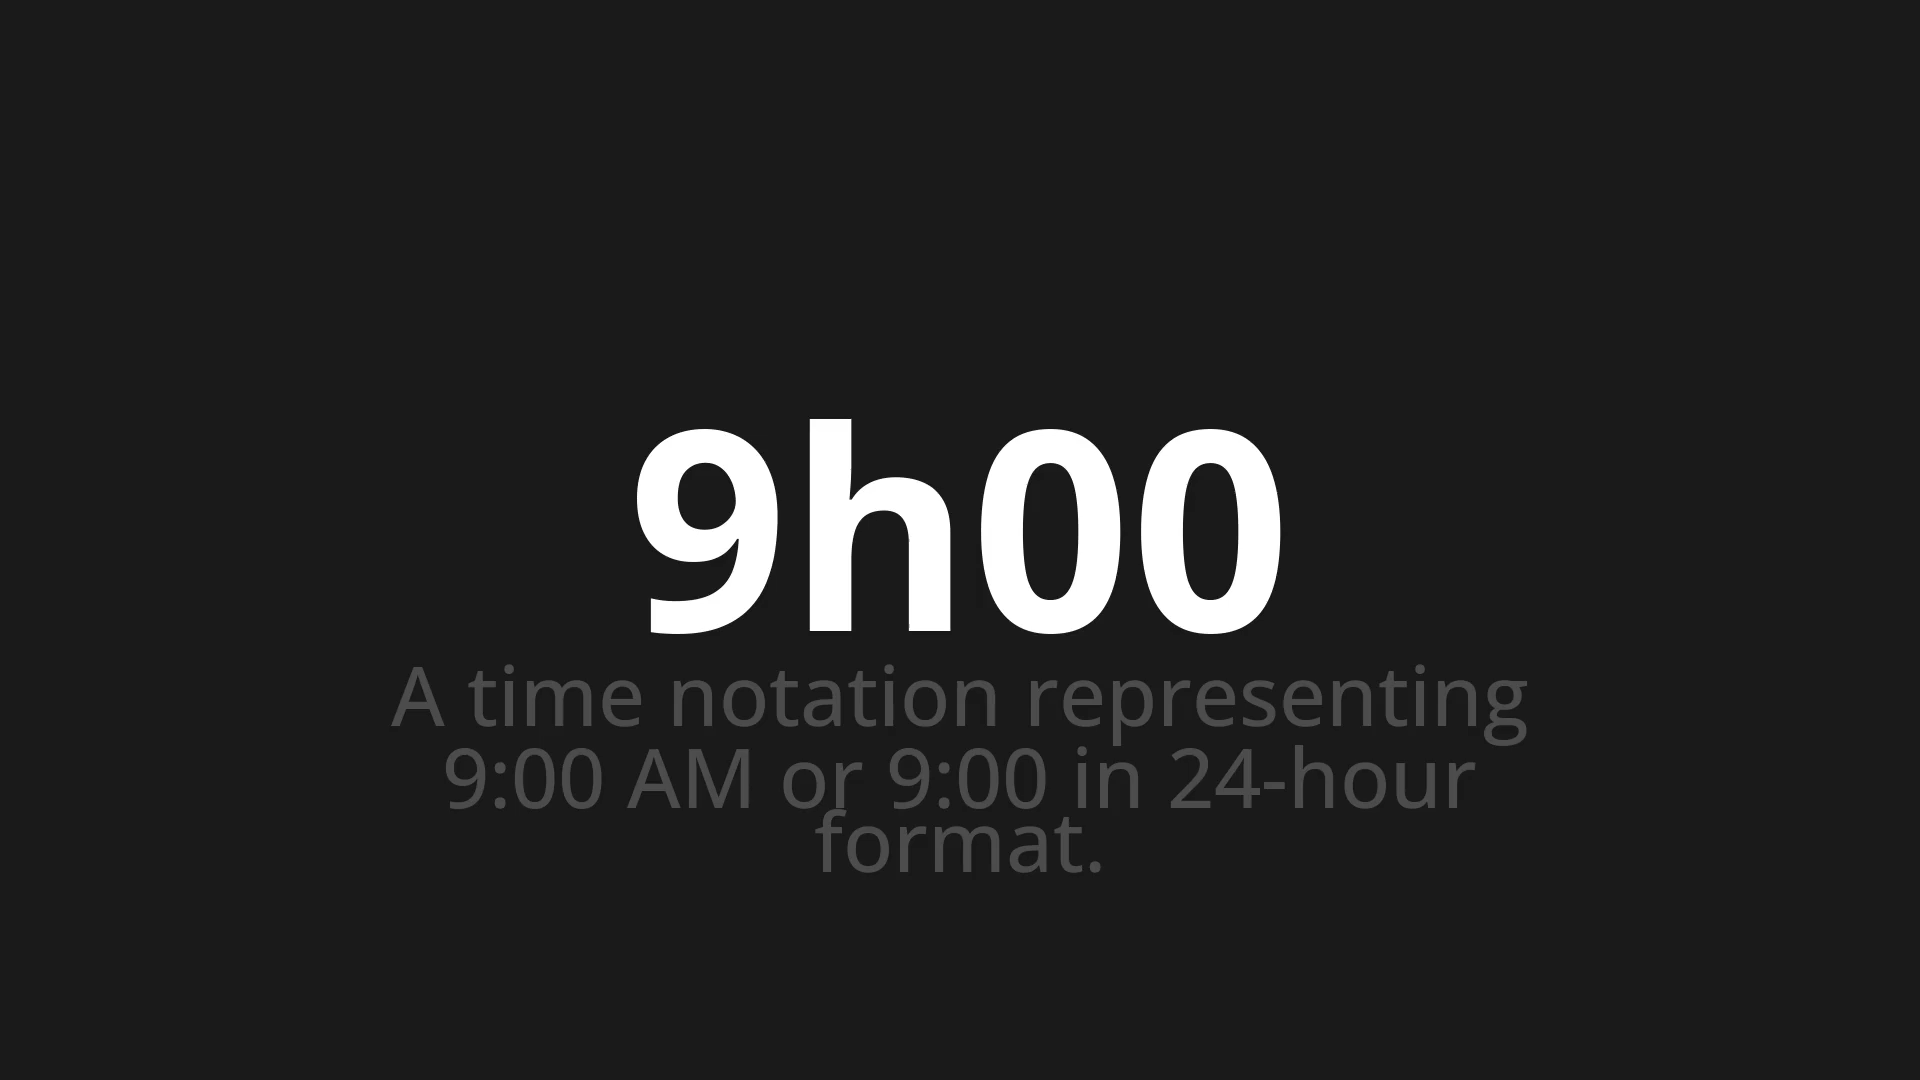 9h00
A time notation representing
9:00 AM or 9:00 in 24-hour
format.